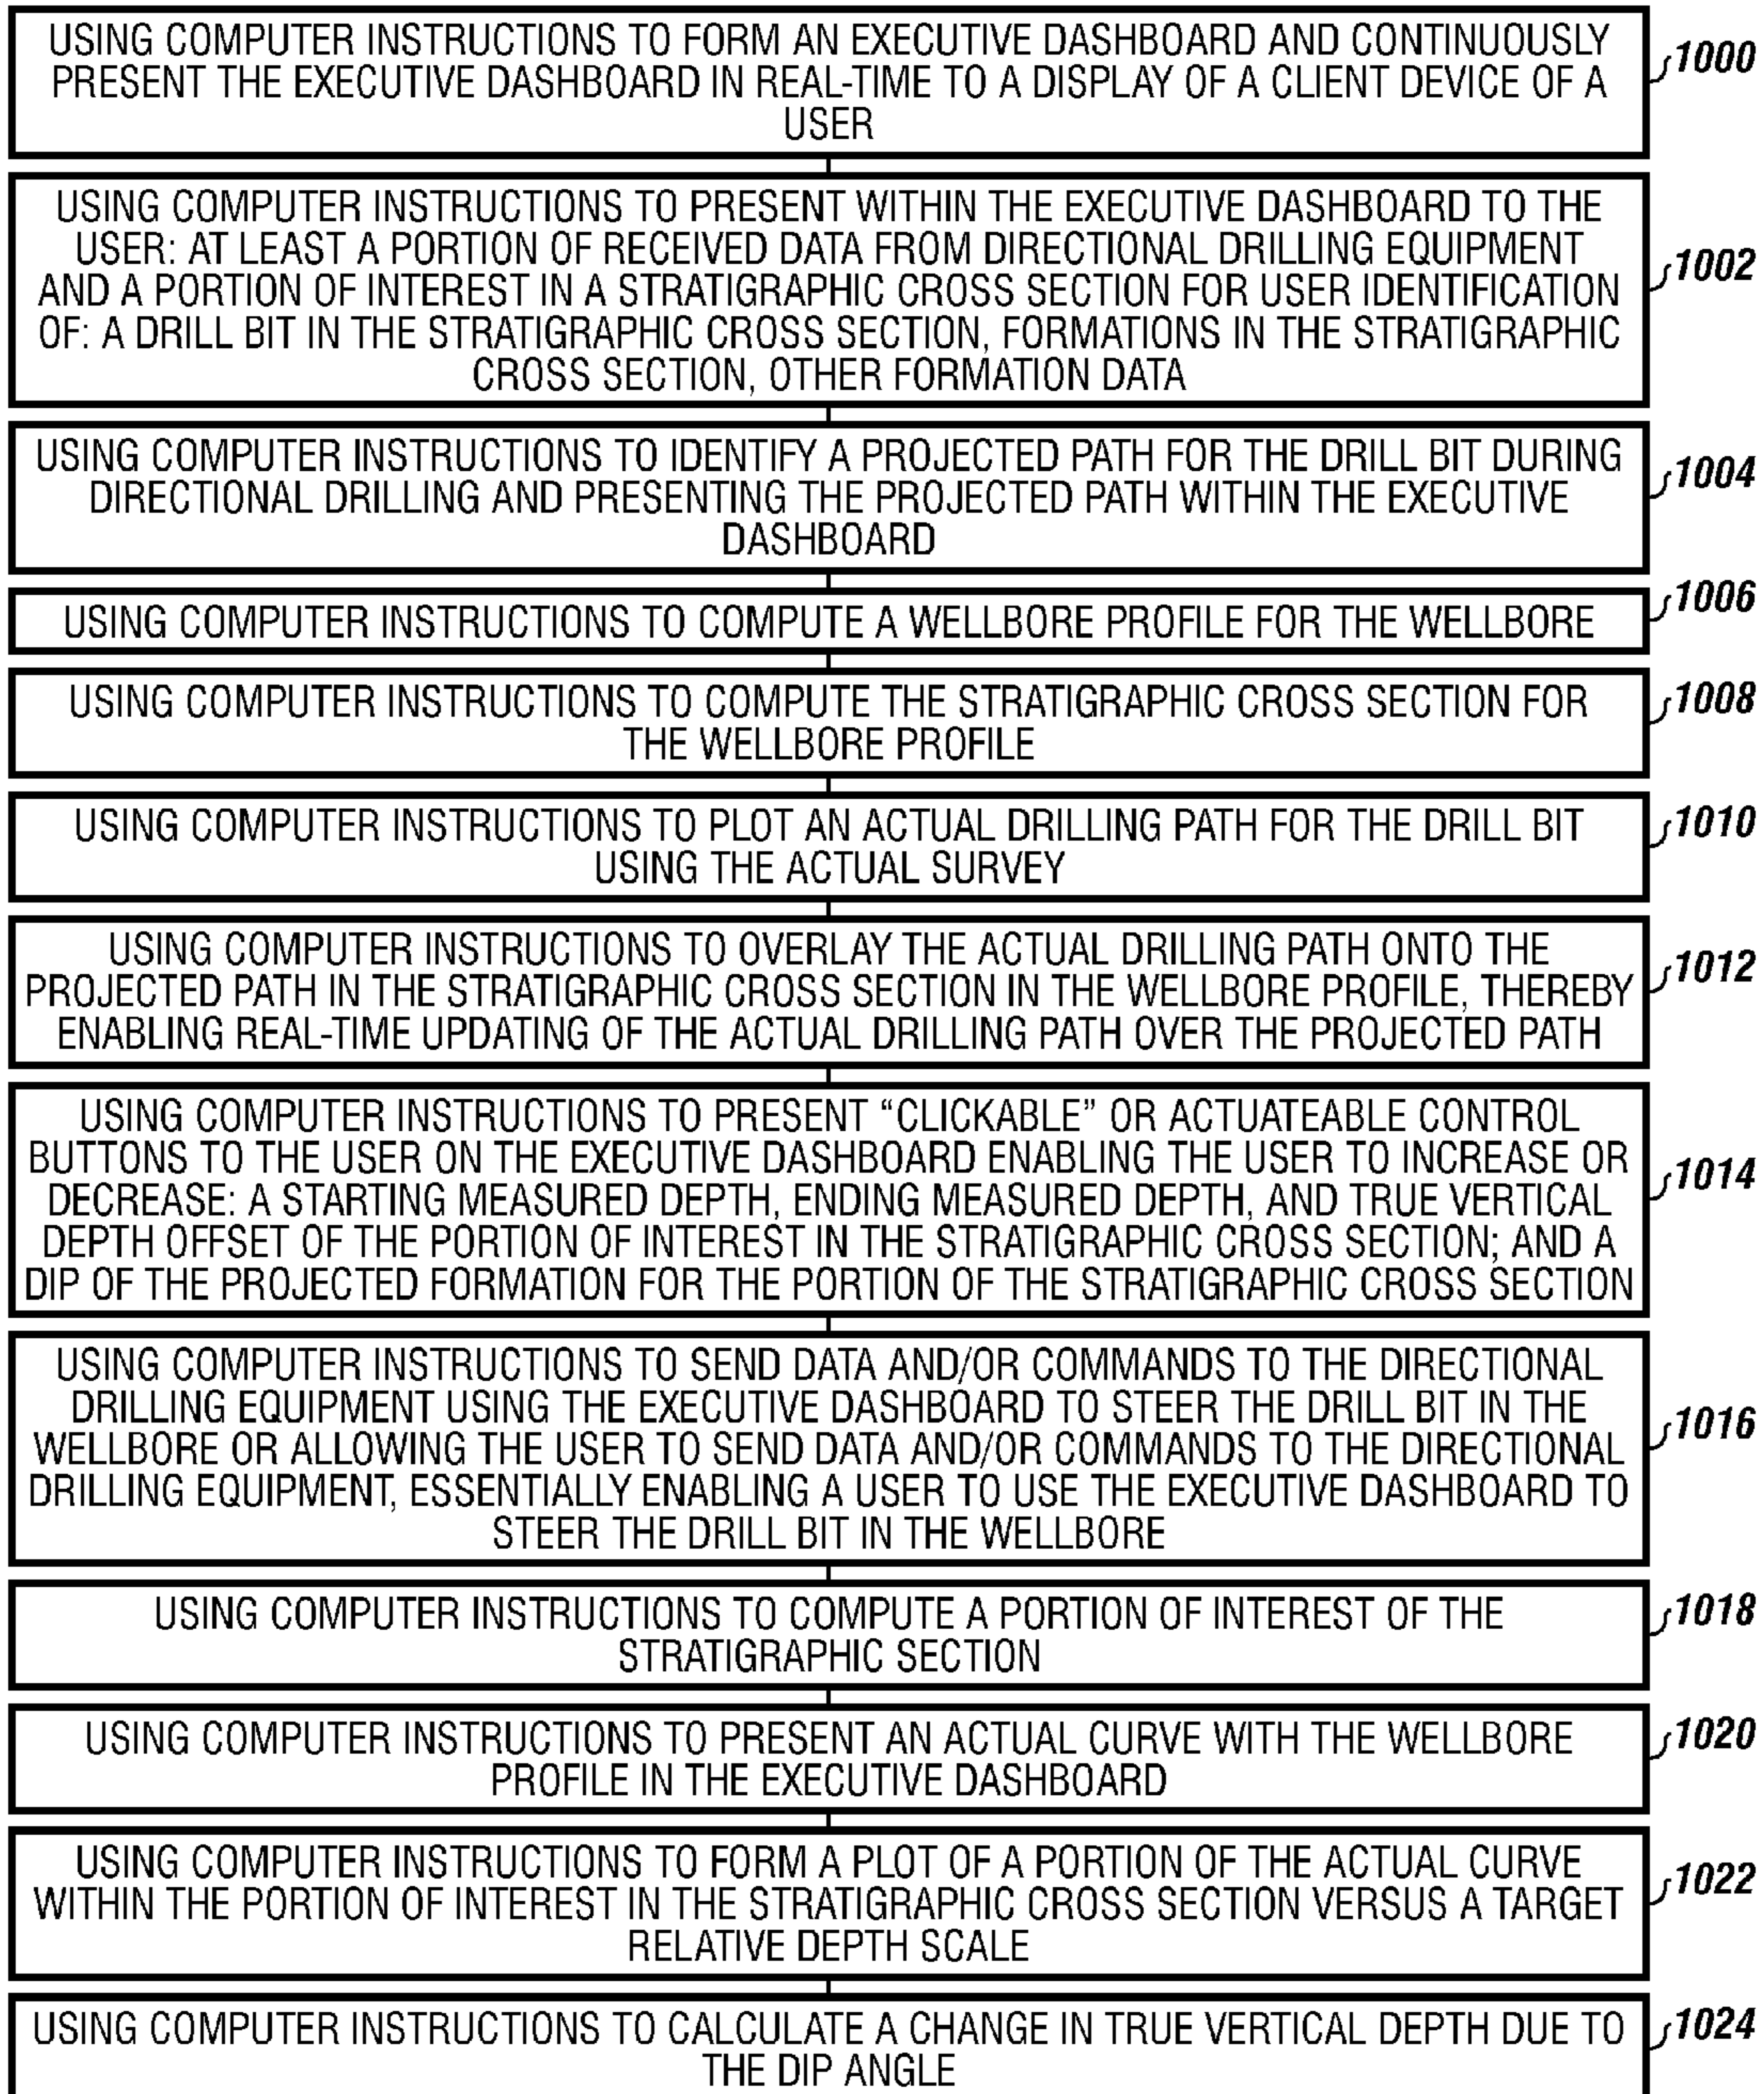 USING COMPUTER INSTRUCTIONS TO FORM AN EXECUTIVE DASHBOARD AND CONTINUOUSLY
PRESENT THE EXECUTIVE DASHBOARD IN REAL-TIME TO A DISPLAY OF A CLIENT DEVICE OF A
USER
1000
USING COMPUTER INSTRUCTIONS TO PRESENT WITHIN THE EXECUTIVE DASHBOARD TO THE
USER: AT LEAST A PORTION OF RECEIVED DATA FROM DIRECTIONAL DRILLING EQUIPMENT
AND A PORTION OF INTEREST IN A STRATIGRAPHIC CROSS SECTION FOR USER IDENTIFICATION
OF: A DRILL BIT IN THE STRATIGRAPHIC CROSS SECTION, FORMATIONS IN THE STRATIGRAPHIC
CROSS SECTION, OTHER FORMATION DATA
1002
USING COMPUTER INSTRUCTIONS TO IDENTIFY A PROJECTED PATH FOR THE DRILL BIT DURING
DIRECTIONAL DRILLING AND PRESENTING THE PROJECTED PATH WITHIN THE EXECUTIVE
DASHBOARD
1004
USING COMPUTER INSTRUCTIONS TO COMPUTE A WELLBORE PROFILE FOR THE WELLBORE
1006
USING COMPUTER INSTRUCTIONS TO COMPUTE THE STRATIGRAPHIC CROSS SECTION FOR
THE WELLBORE PROFILE
1008
USING COMPUTER INSTRUCTIONS TO PLOT AN ACTUAL DRILLING PATH FOR THE DRILL BIT
USING THE ACTUAL SURVEY
1010
USING COMPUTER INSTRUCTIONS TO OVERLAY THE ACTUAL DRILLING PATH ONTO THE
PROJECTED PATH IN THE STRATIGRAPHIC CROSS SECTION IN THE WELLBORE PROFILE, THEREBY
ENABLING REAL-TIME UPDATING OF THE ACTUAL DRILLING PATH OVER THE PROJECTED PATH
1012
USING COMPUTER INSTRUCTIONS TO PRESENT “CLICKABLE” OR ACTUATEABLE CONTROL
BUTTONS TO THE USER ON THE EXECUTIVE DASHBOARD ENABLING THE USER TO INCREASE OR
DECREASE: A STARTING MEASURED DEPTH, ENDING MEASURED DEPTH, AND TRUE VERTICAL
DEPTH OFFSET OF THE PORTION OF INTEREST IN THE STRATIGRAPHIC CROSS SECTION; AND A
DIP OF THE PROJECTED FORMATION FOR THE PORTION OF THE STRATIGRAPHIC CROSS SECTION
1014
USING COMPUTER INSTRUCTIONS TO SEND DATA AND/OR COMMANDS TO THE DIRECTIONAL
DRILLING EQUIPMENT USING THE EXECUTIVE DASHBOARD TO STEER THE DRILL BIT IN THE
WELLBORE OR ALLOWING THE USER TO SEND DATA AND/OR COMMANDS TO THE DIRECTIONAL
DRILLING EQUIPMENT, ESSENTIALLY ENABLING A USER TO USE THE EXECUTIVE DASHBOARD TO
STEER THE DRILL BIT IN THE WELLBORE
1016
USING COMPUTER INSTRUCTIONS TO COMPUTE A PORTION OF INTEREST OF THE
STRATIGRAPHIC SECTION
1018
USING COMPUTER INSTRUCTIONS TO PRESENT AN ACTUAL CURVE WITH THE WELLBORE
PROFILE IN THE EXECUTIVE DASHBOARD
1020
USING COMPUTER INSTRUCTIONS TO FORM A PLOT OF A PORTION OF THE ACTUAL CURVE
WITHIN THE PORTION OF INTEREST IN THE STRATIGRAPHIC CROSS SECTION VERSUS A TARGET
RELATIVE DEPTH SCALE
1022
USING COMPUTER INSTRUCTIONS TO CALCULATE A CHANGE IN TRUE VERTICAL DEPTH DUE TO
THE DIP ANGLE
1024